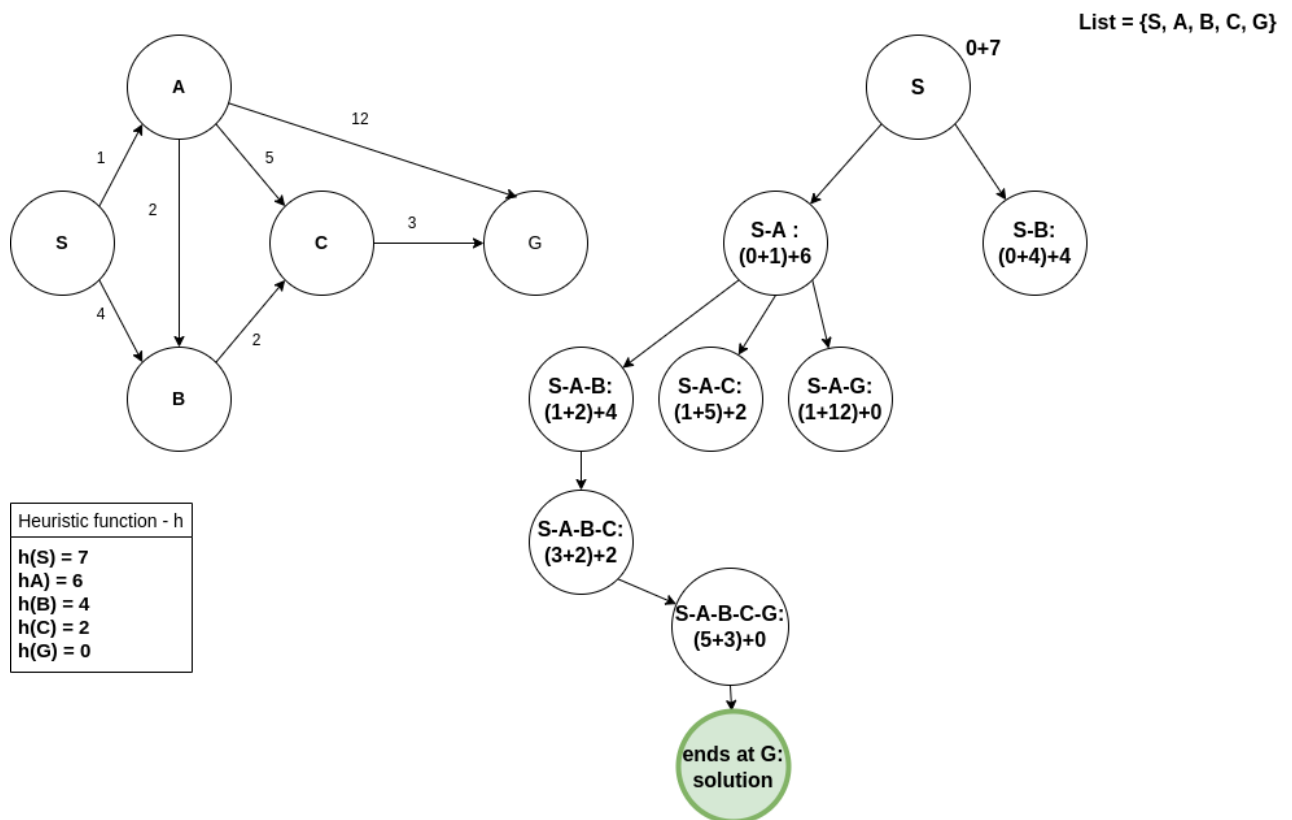 List = {S, A, B, C, G}
A
1
12
5
2
S
C
3
G
4
2
B
Heuristic function - h
h(S) = 7
hA) = 6
h(B) = 4
h(C) = 2
h(G) = 0
S
0+7
S-A :
(0+1)+6
S-B:
(0+4)+4
S-A-B:
(1+2)+4
S-A-C:
(1+5)+2
S-A-G:
(1+12)+0
S-A-B-C:
(3+2)+2
S-A-B-C-G:
(5+3)+0
ends at G:
solution